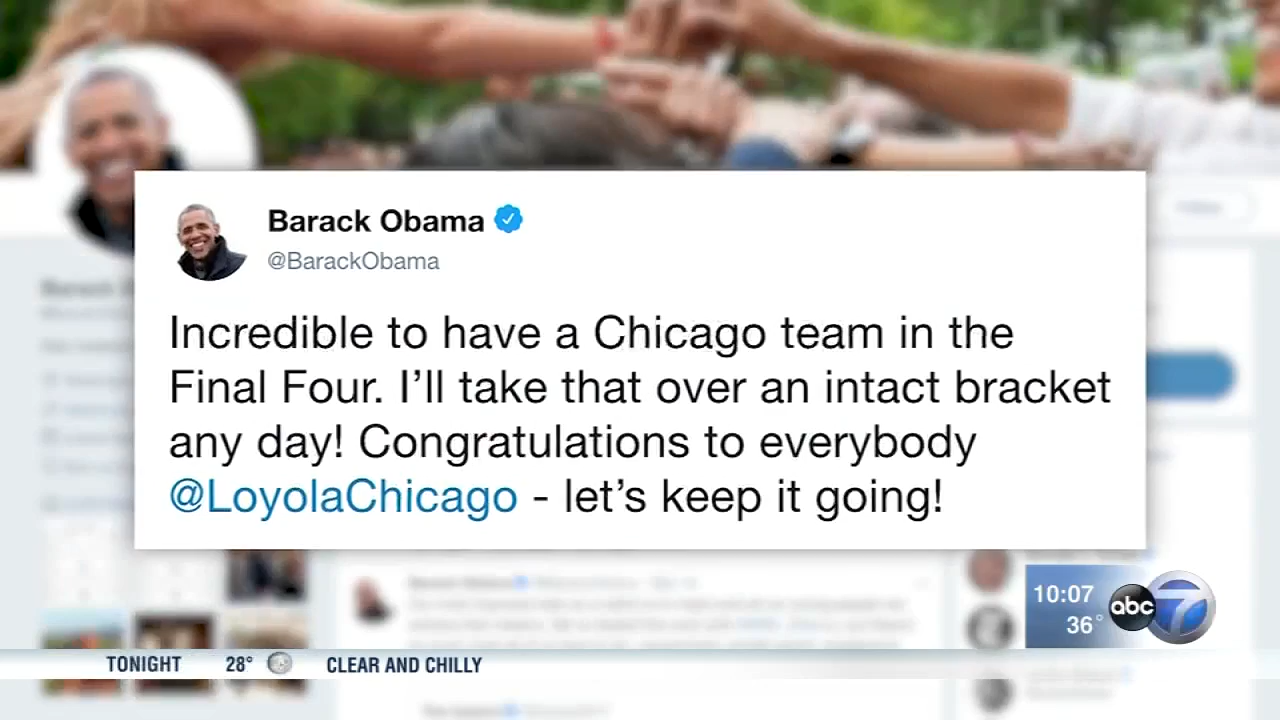 Barack Obama
@BarackObama
Incredible to have a Chicago team in the
Final Four. I’ll take that over an intact bracket
any day! Congratulations to everybody
@LoyolaChicago - let’s keep it going!
10:07
36°
abc 7
TONIGHT 28° CLEAR AND CHILLY